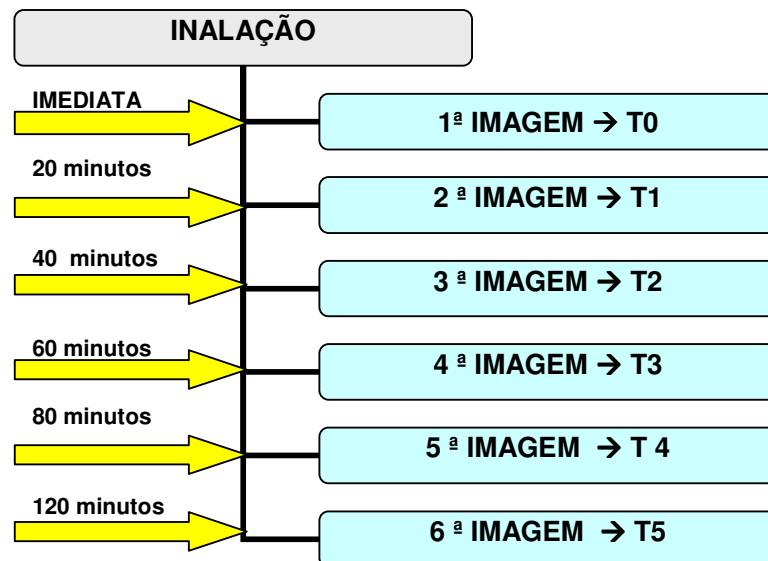 INALAÇÃO
IMEDIATA
1ª IMAGEM → T0
20 minutos
2 ª IMAGEM → T1
40 minutos
3 ª IMAGEM → T2
60 minutos
4 ª IMAGEM → T3
80 minutos
5 ª IMAGEM → T 4
120 minutos
6 ª IMAGEM → T5